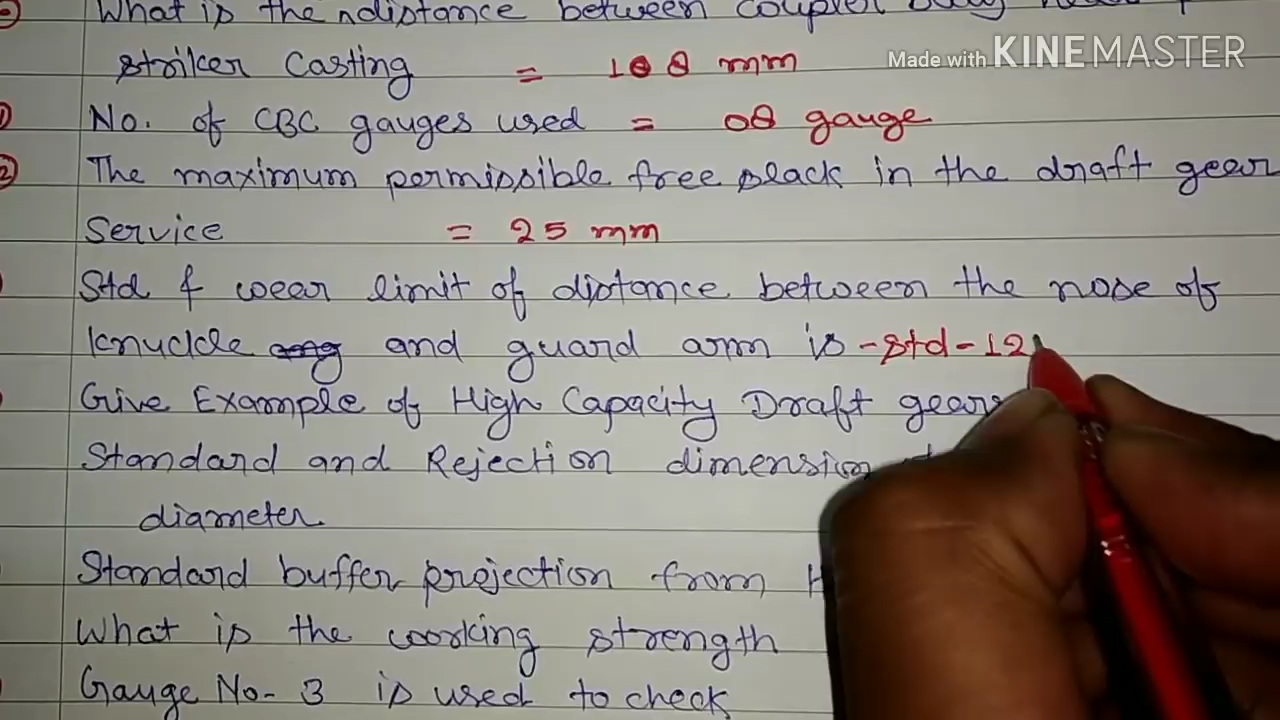 What is the ndistance between coupler
striker Casting = 108 mm
Made with KINEMASTER
No. of CBC gauges used = 08 gauge
The maximum permissible free slack in the draft gear
Service = 25 mm
Std & wear limit of distance between the nose of
knuckle and guard arm is - std - 12
Give Example of High Capacity Draft gears
Standard and Rejection dimension
diameter
Standard buffer projection from
What is the working strength
Gauge No- 3 is used to check